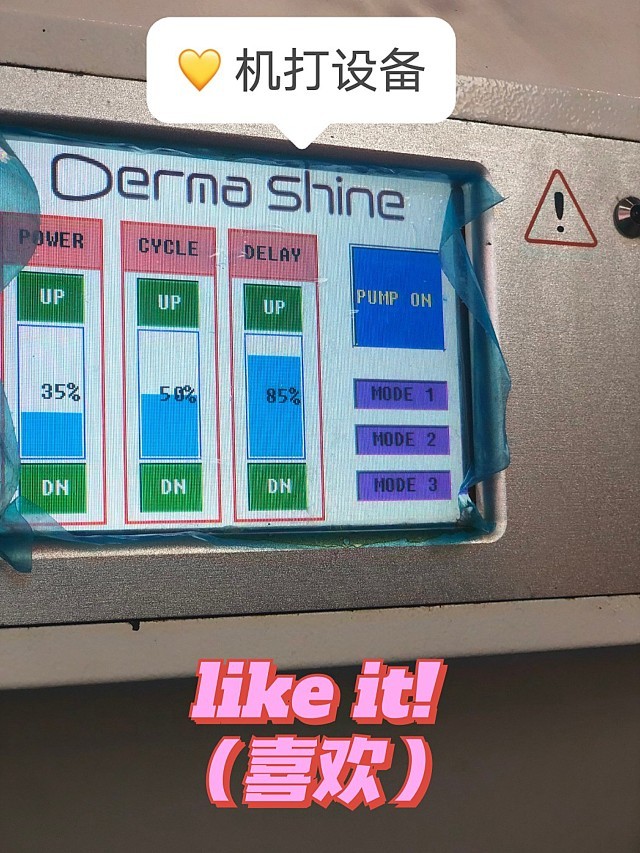 💛 机打设备
Derma Shine
POWER
UP
35%
DN
CYCLE
UP
50%
DN
DELAY
UP
85%
DN
PUMP ON
MODE 1
MODE 2
MODE 3
like it!
(喜欢)